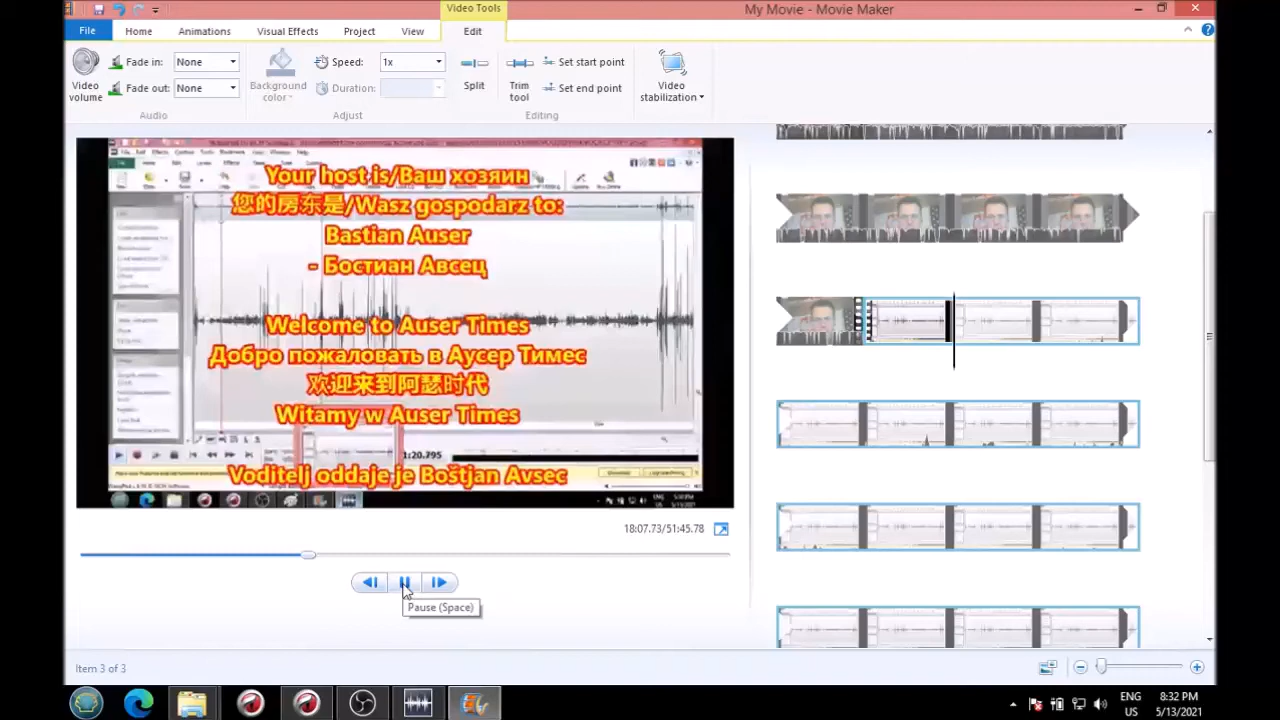 Video Tools
My Movie - Movie Maker
File
Home
Animations
Visual Effects
Project
View
Edit
Video volume
Fade in:
None
Fade out:
None
Audio
Background color
Speed:
1x
Duration:
Adjust
Split
Trim tool
Set start point
Set end point
Editing
Video stabilization
Your host is/Ваш хозяин
您的房东是/Wasz gospodarz to:
Bastian Auser
- Бостиан Авсец
Welcome to Auser Times
Добро пожаловать в Аусер Тимес
欢迎来到阿瑟时代
Witamy w Auser Times
1:20.795
Voditelj oddaje je Boštjan Avsec
18:07.73/51:45.78
Pause (Space)
Item 3 of 3
ENG
US
8:32 PM
5/13/2021